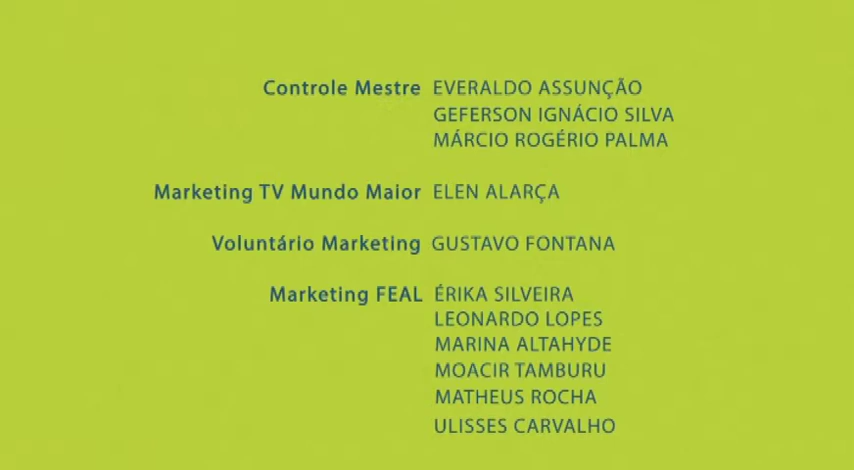 Controle Mestre EVERALDO ASSUNÇÃO
GEFERSON IGNÁCIO SILVA
MÁRCIO ROGÉRIO PALMA
Marketing TV Mundo Maior ELEN ALARÇA
Voluntário Marketing GUSTAVO FONTANA
Marketing FEAL ÉRIKA SILVEIRA
LEONARDO LOPES
MARINA ALTAHYDE
MOACIR TAMBURU
MATHEUS ROCHA
ULISSES CARVALHO